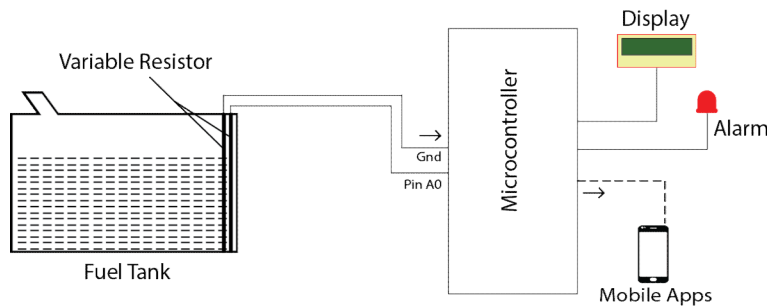 Display
Variable Resistor
Microcontroller
Alarm
Gnd
Pin A0
Fuel Tank
Mobile Apps